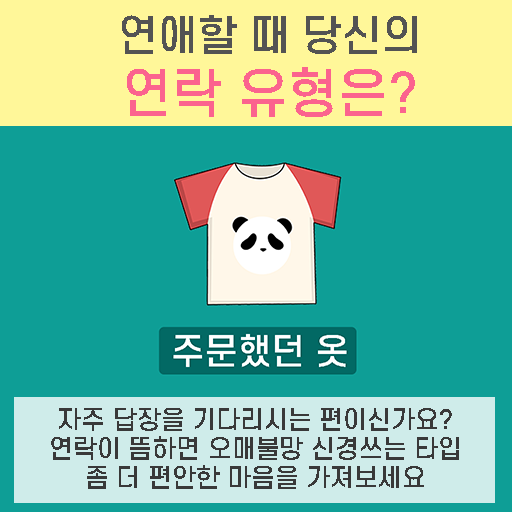 연애할 때 당신의
연락 유형은?
주문했던 옷
자주 답장을 기다리시는 편이신가요?
연락이 뜸하면 오매불망 신경쓰는 타입
좀 더 편안한 마음을 가져보세요